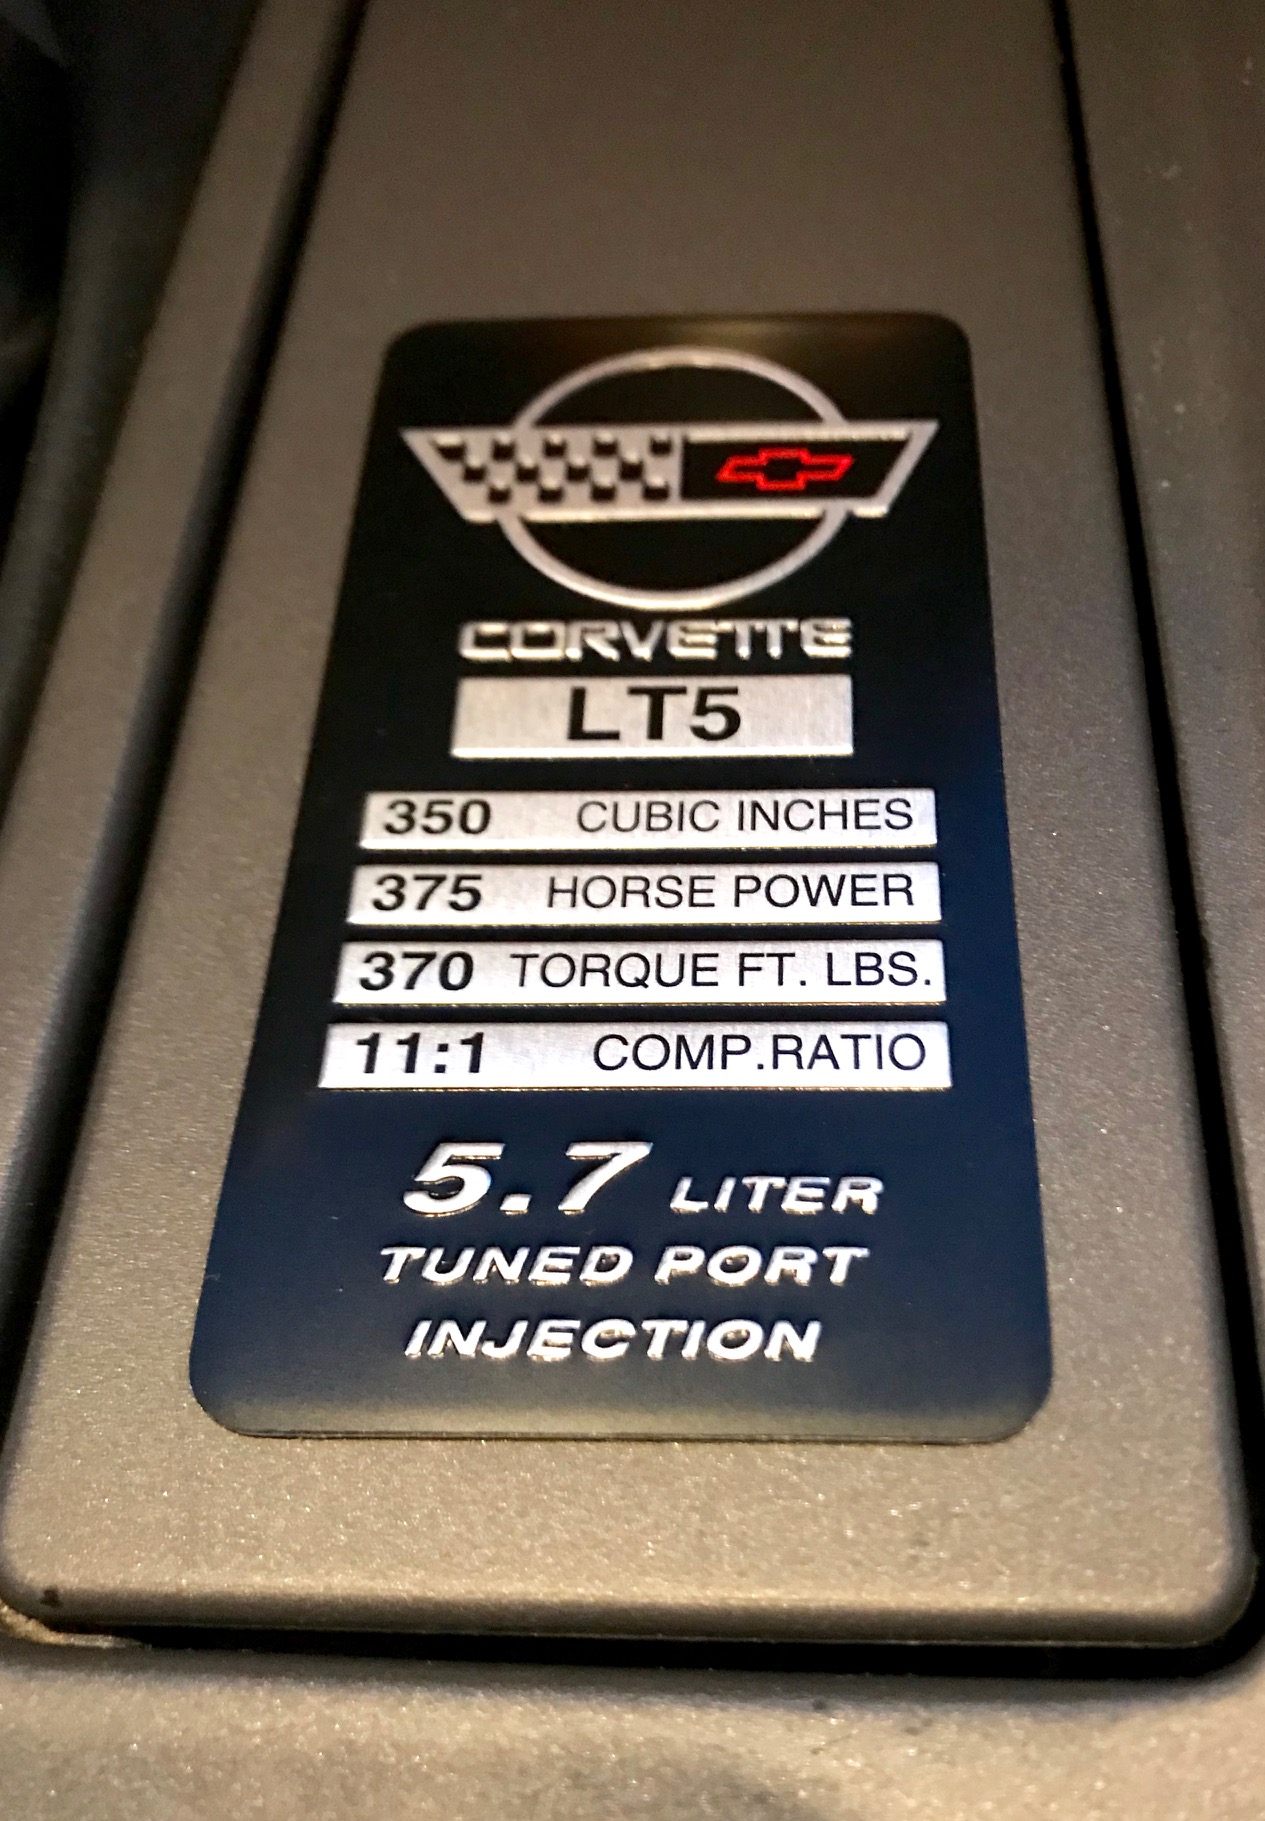 CORVETTE
LT5
350 CUBIC INCHES
375 HORSE POWER
370 TORQUE FT. LBS.
11:1 COMP.RATIO
5.7 LITER
TUNED PORT
INJECTION